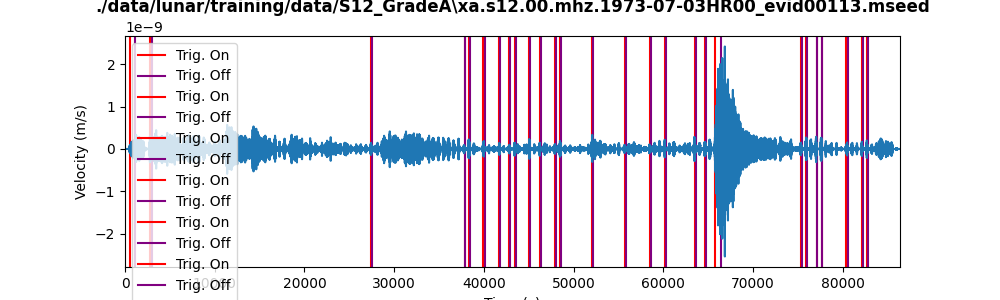 ./data/lunar/training/data/S12_GradeA\xa.s12.00.mhz.1973-07-03HR00_evid00113.mseed
1e−9
2
1
0
−1
−2
Velocity (m/s)
Trig. On
Trig. Off
Trig. On
Trig. Off
Trig. On
Trig. Off
Trig. On
Trig. Off
Trig. On
Trig. Off
Trig. On
Trig. Off
0 10000 20000 30000 40000 50000 60000 70000 80000